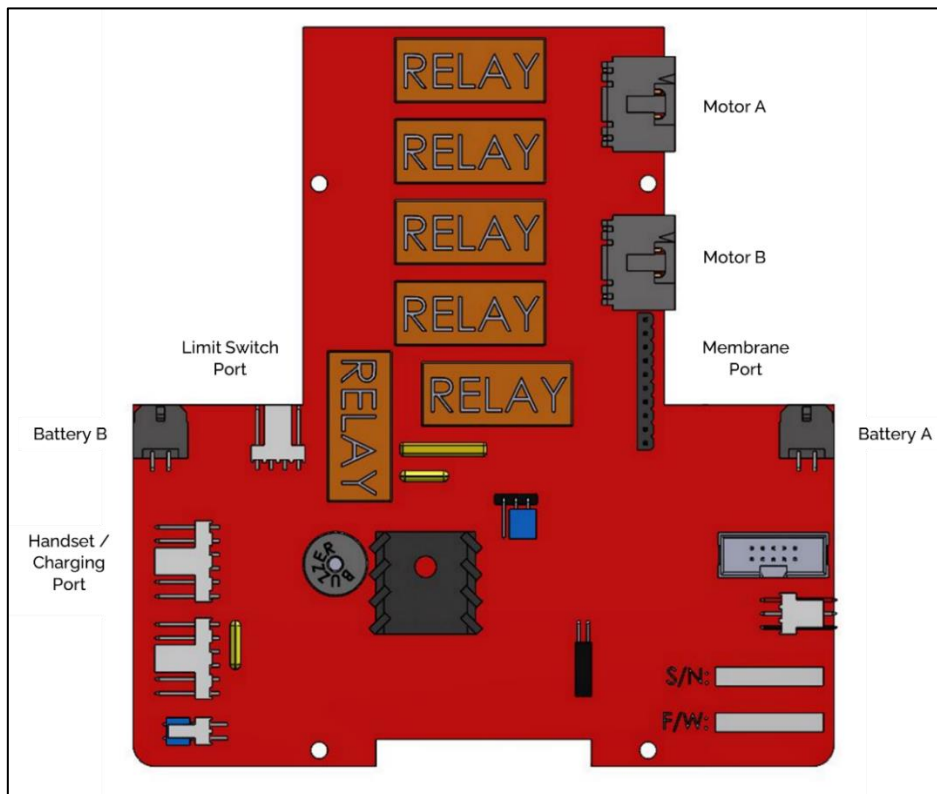 RELAY
Motor A
RELAY
RELAY
Motor B
RELAY
Limit Switch
Port
Membrane
Port
RELAY
RELAY
Battery B
Battery A
Handset /
Charging
Port
BUZZER
S/N:
F/W: